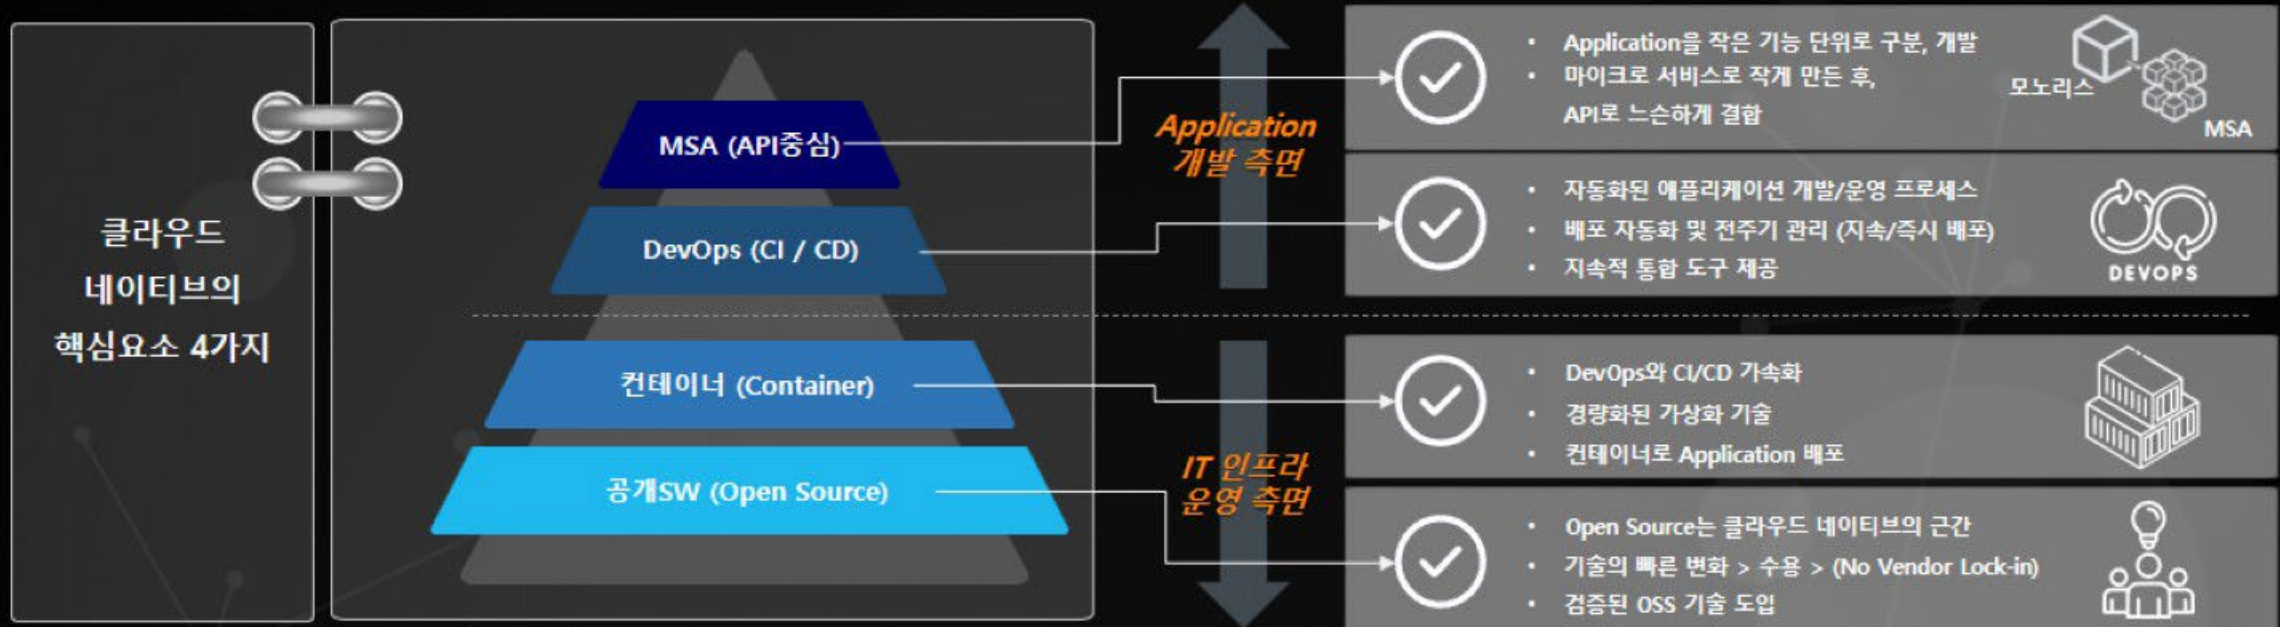 클라우드
네이티브의
핵심요소 4가지
MSA (API중심)
DevOps (CI / CD)
컨테이너 (Container)
공개SW (Open Source)
Application
개발 측면
IT 인프라
운영 측면
• Application을 작은 기능 단위로 구분, 개발
• 마이크로 서비스로 작게 만든 후,
API로 느슨하게 결합
모노리스
MSA
• 자동화된 애플리케이션 개발/운영 프로세스
• 배포 자동화 및 전주기 관리 (지속/즉시 배포)
• 지속적 통합 도구 제공
DEVOPS
• DevOps와 CI/CD 가속화
• 경량화된 가상화 기술
• 컨테이너로 Application 배포
• Open Source는 클라우드 네이티브의 근간
• 기술의 빠른 변화 > 수용 > (No Vendor Lock-in)
• 검증된 OSS 기술 도입